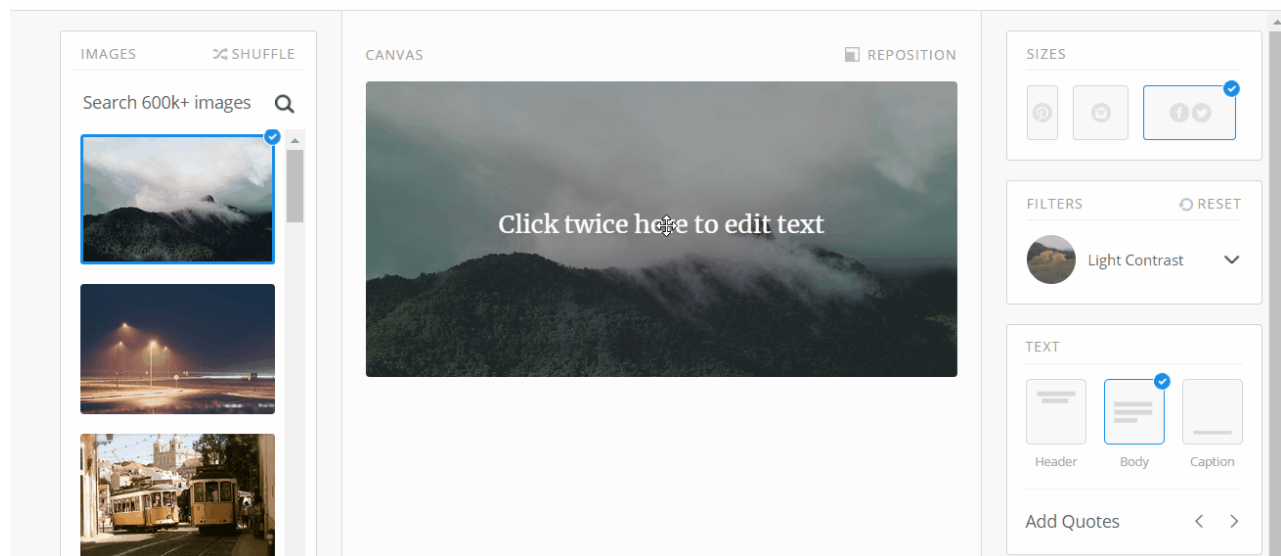 IMAGES
SHUFFLE
Search 600k+ images
CANVAS
REPOSITION
Click twice here to edit text
SIZES
FILTERS
RESET
Light Contrast
TEXT
Header
Body
Caption
Add Quotes